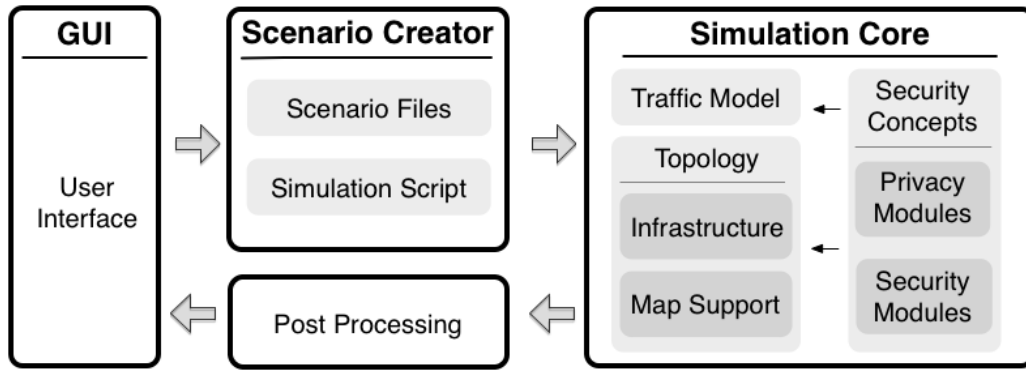 GUI
User
Interface
Scenario Creator
Scenario Files
Simulation Script
Post Processing
Simulation Core
Traffic Model
Topology
Infrastructure
Map Support
Security
Concepts
Privacy
Modules
Security
Modules